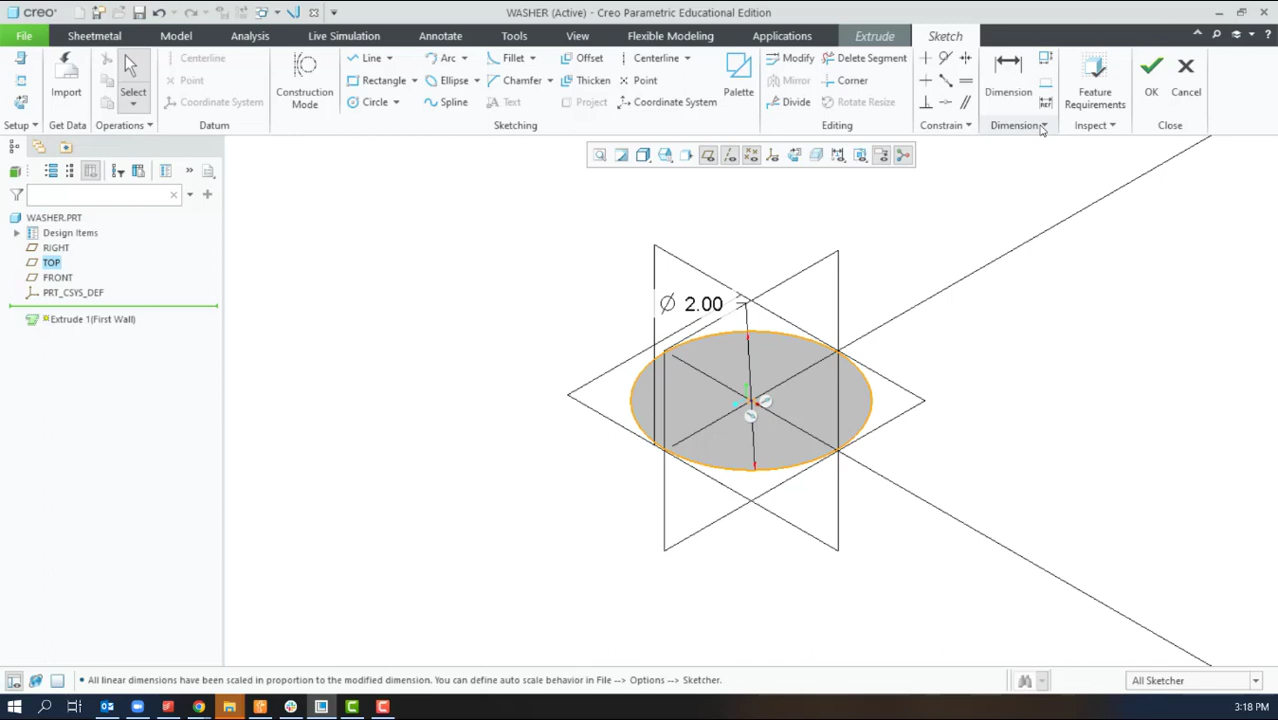 creo
WASHER (Active) - Creo Parametric Educational Edition
File Sheetmetal Model Analysis Live Simulation Annotate Tools View Flexible Modeling Applications Extrude Sketch
Import Select Centerline Point Coordinate System Construction Mode
Line Arc Fillet Offset Centerline
Rectangle Ellipse Chamfer Thicken Point
Circle Spline Text Project Coordinate System
Palette Modify Delete Segment
Mirror Corner
Divide Rotate Resize
Dimension REF Feature Requirements OK Cancel
Setup Get Data Operations Datum Sketching Editing Constrain Dimension Inspect Close
WASHER.PRT
Design Items
RIGHT
TOP
FRONT
PRT_CSYS_DEF
Extrude 1(First Wall)
Ø 2.00
• All linear dimensions have been scaled in proportion to the modified dimension. You can define auto scale behavior in File --> Options --> Sketcher.
All Sketcher
3:18 PM